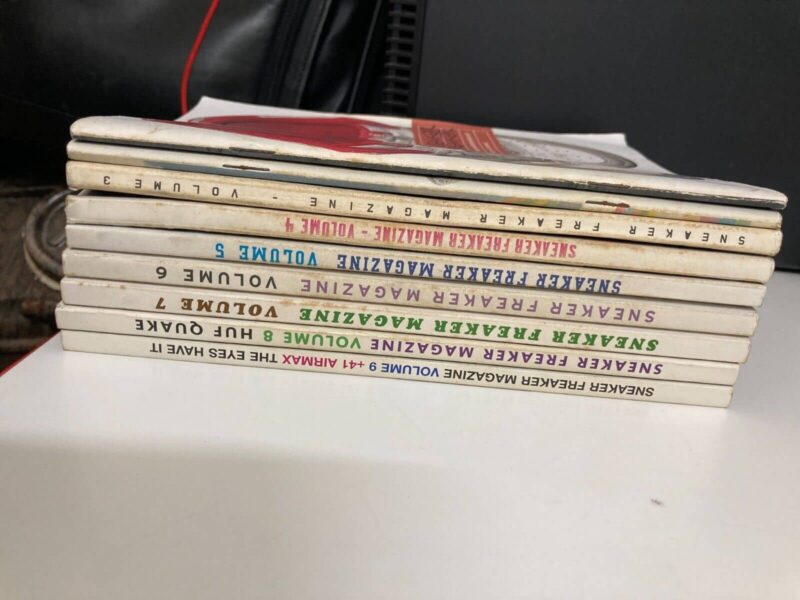 SNEAKER FREAKER MAGAZINE - VOLUME 3
SNEAKER FREAKER MAGAZINE - VOLUME 4
SNEAKER FREAKER MAGAZINE VOLUME 5
SNEAKER FREAKER MAGAZINE VOLUME 6
SNEAKER FREAKER MAGAZINE VOLUME 7
SNEAKER FREAKER MAGAZINE VOLUME 8 HUF QUAKE
SNEAKER FREAKER MAGAZINE VOLUME 9 +41 AIRMAX THE EYES HAVE IT